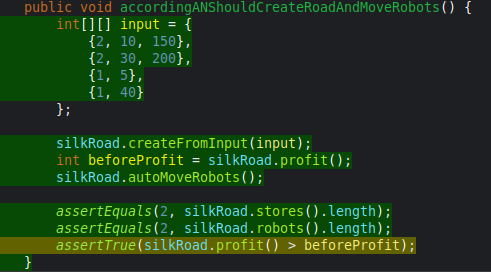 public void accordingANShouldCreateRoadAndMoveRobots() {
int[][] input = {
{2, 10, 150},
{2, 30, 200},
{1, 5},
{1, 40}
};
silkRoad.createFromInput(input);
int beforeProfit = silkRoad.profit();
silkRoad.autoMoveRobots();
assertEquals(2, silkRoad.stores().length);
assertEquals(2, silkRoad.robots().length);
assertTrue(silkRoad.profit() > beforeProfit);
}